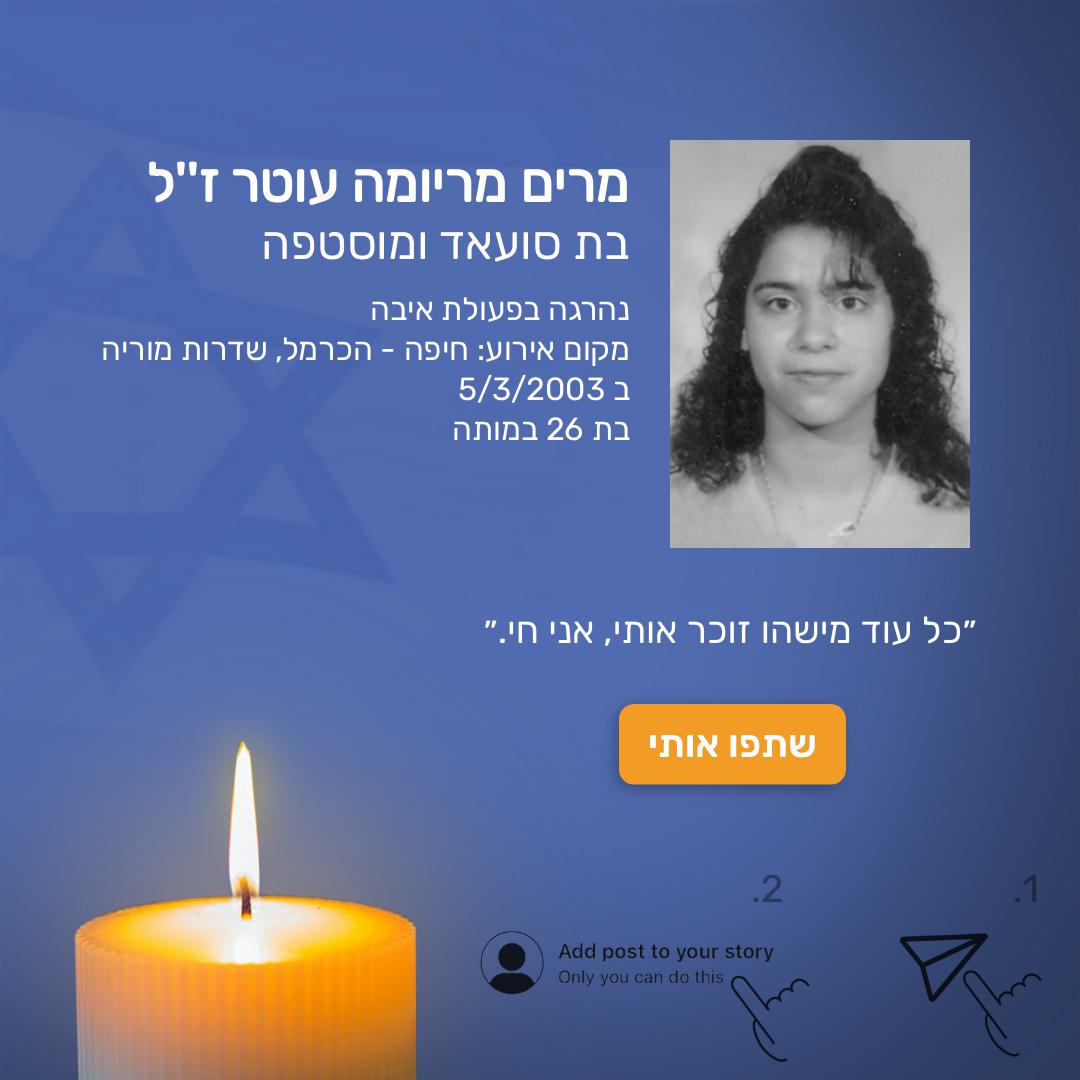 מרים מריומה עוטר ז''ל
בת סועאד ומוסטפה
נהרגה בפעולת איבה
מקום אירוע: חיפה - הכרמל, שדרות מוריה
ב 5/3/2003
בת 26 במותה
״כל עוד מישהו זוכר אותי, אני חי.״
שתפו אותי
1.
2.
Add post to your story
Only you can do this